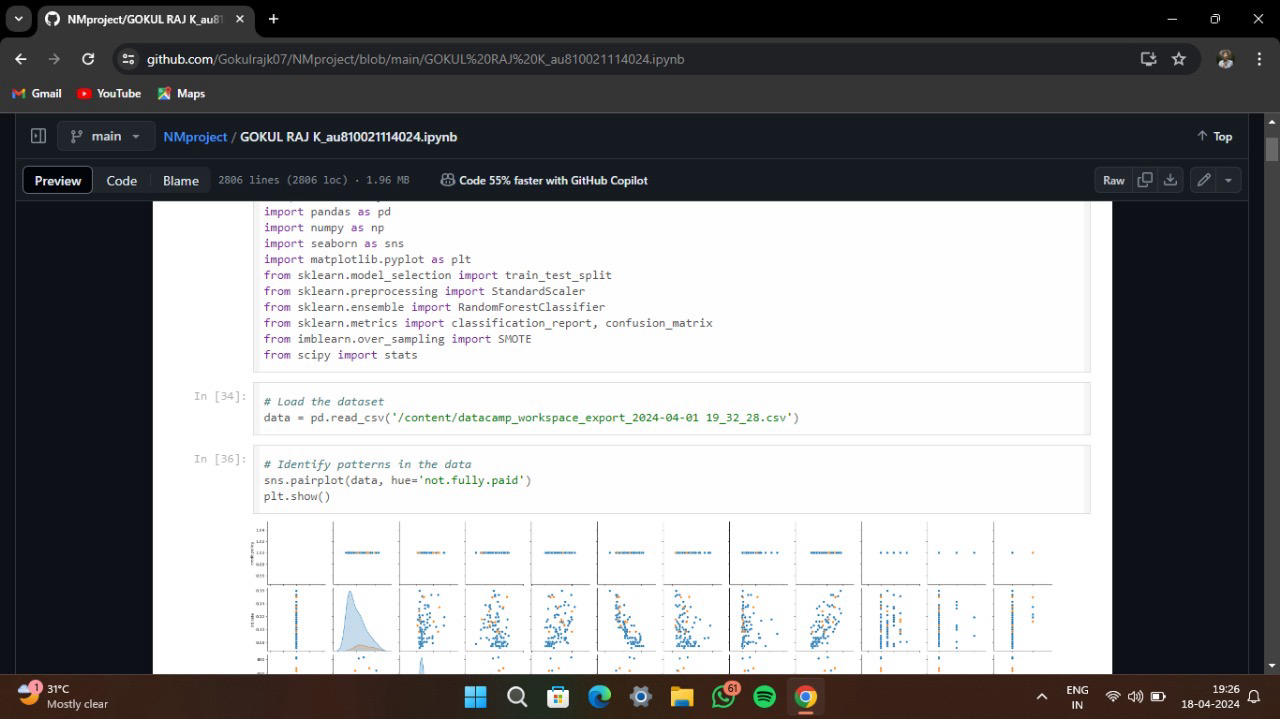 NMproject/GOKUL RAJ K_au81
github.com/Gokulrajk07/NMproject/blob/main/GOKUL%20RAJ%20K_au810021114024.ipynb
Gmail YouTube Maps
main NMproject / GOKUL RAJ K_au810021114024.ipynb Top
Preview Code Blame 2806 lines (2806 loc) · 1.96 MB Code 55% faster with GitHub Copilot Raw
import pandas as pd
import numpy as np
import seaborn as sns
import matplotlib.pyplot as plt
from sklearn.model_selection import train_test_split
from sklearn.preprocessing import StandardScaler
from sklearn.ensemble import RandomForestClassifier
from sklearn.metrics import classification_report, confusion_matrix
from imblearn.over_sampling import SMOTE
from scipy import stats
In [34]:
# Load the dataset
data = pd.read_csv('/content/datacamp_workspace_export_2024-04-01 19_32_28.csv')
In [36]:
# Identify patterns in the data
sns.pairplot(data, hue='not.fully.paid')
plt.show()
1
31°C
Mostly clear
61
ENG
IN
19:26
18-04-2024